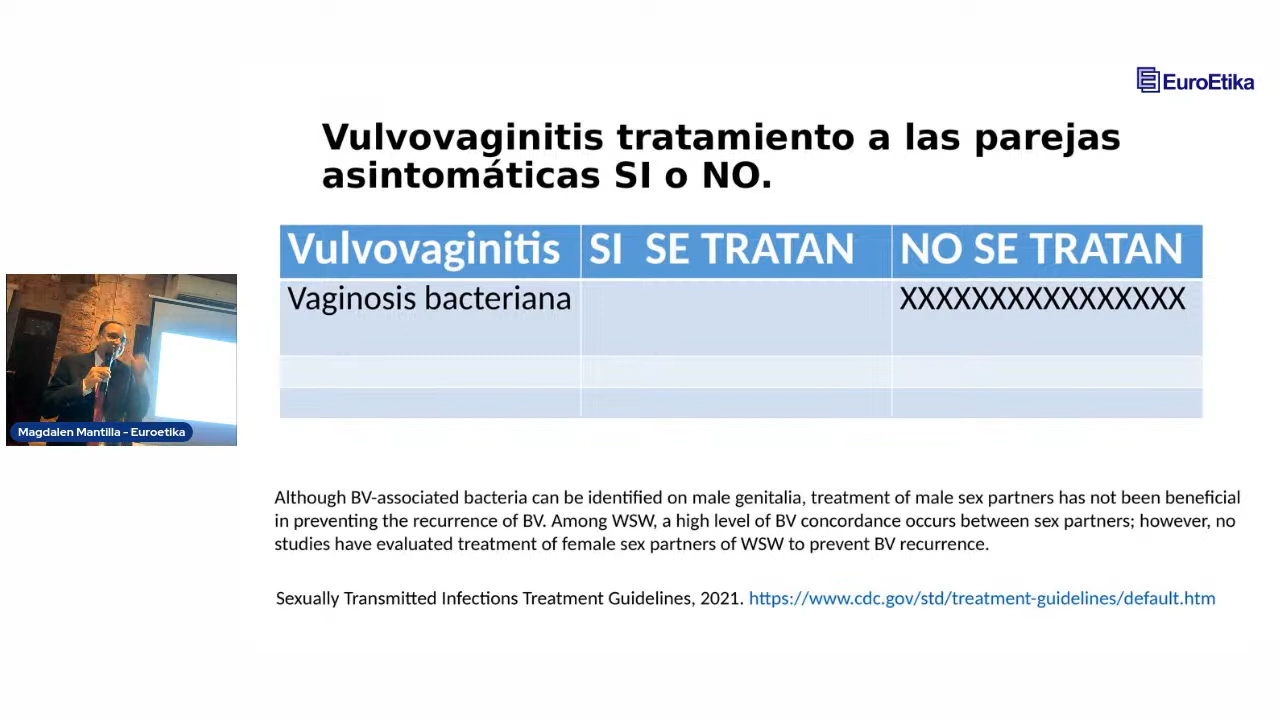 EuroEtika
Vulvovaginitis tratamiento a las parejas
asintomáticas SI o NO.
Vulvovaginitis SI  SE TRATAN NO SE TRATAN
Vaginosis bacteriana XXXXXXXXXXXXXXXX
Magdalen Mantilla - Euroetika
Although BV-associated bacteria can be identified on male genitalia, treatment of male sex partners has not been beneficial
in preventing the recurrence of BV. Among WSW, a high level of BV concordance occurs between sex partners; however, no
studies have evaluated treatment of female sex partners of WSW to prevent BV recurrence.
Sexually Transmitted Infections Treatment Guidelines, 2021. https://www.cdc.gov/std/treatment-guidelines/default.htm